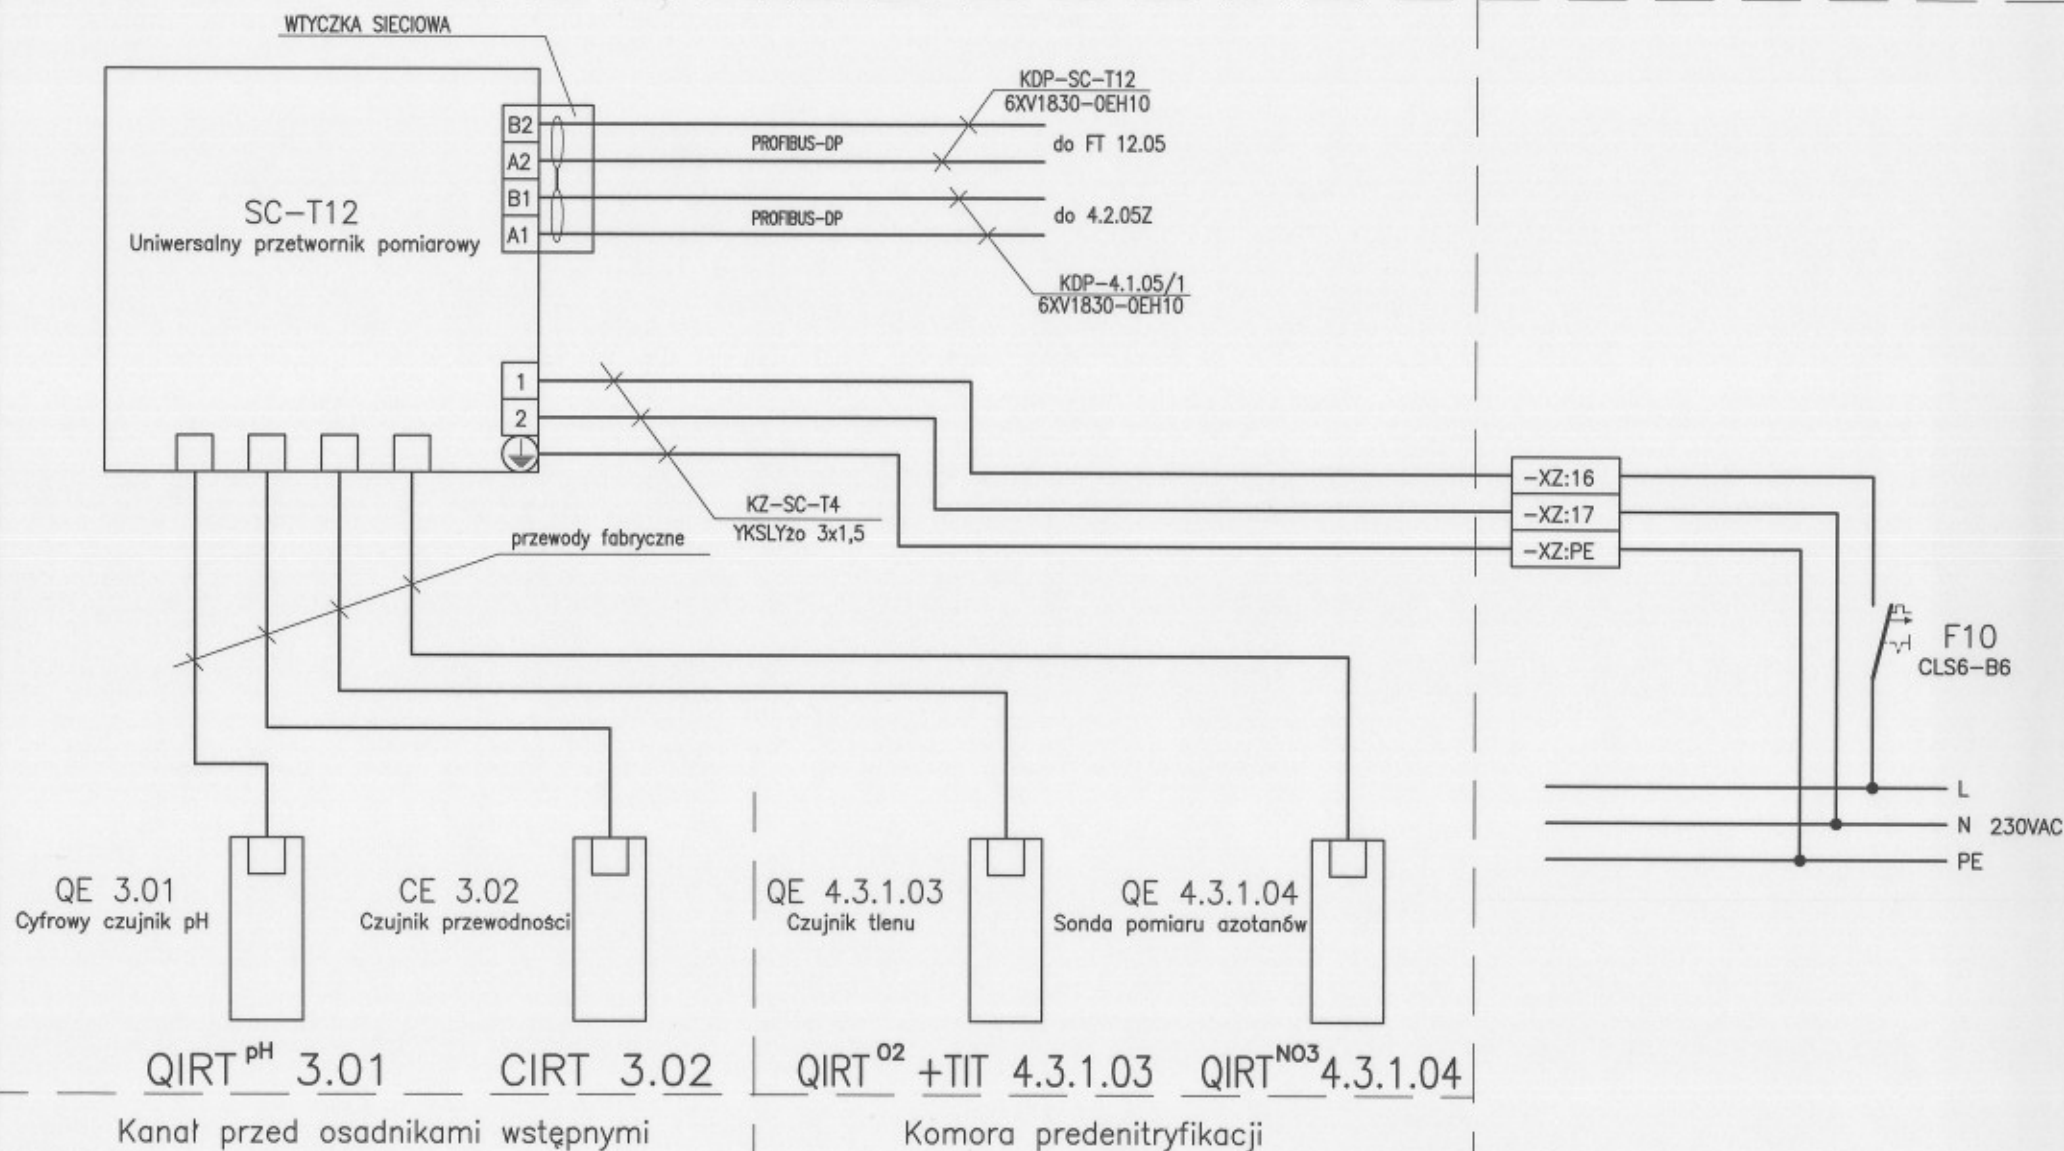 WTYCZKA SIECIOWA
KDP-SC-T12
6XV1830-0EH10
B2
PROFIBUS-DP
do FT 12.05
A2
B1
PROFIBUS-DP
do 4.2.05Z
A1
SC-T12
Uniwersalny przetwornik pomiarowy
KDP-4.1.05/1
6XV1830-0EH10
1
2
KZ-SC-T4
YKSLYżo 3x1,5
przewody fabryczne
-XZ:16
-XZ:17
-XZ:PE
F10
CLS6-B6
L
N 230VAC
PE
QE 3.01
Cyfrowy czujnik pH
CE 3.02
Czujnik przewodności
QE 4.3.1.03
Czujnik tlenu
QE 4.3.1.04
Sonda pomiaru azotanów
QIRT pH 3.01
CIRT 3.02
QIRT O2 +TIT 4.3.1.03
QIRT NO3 4.3.1.04
Kanał przed osadnikami wstępnymi
Komora predenitryfikacji